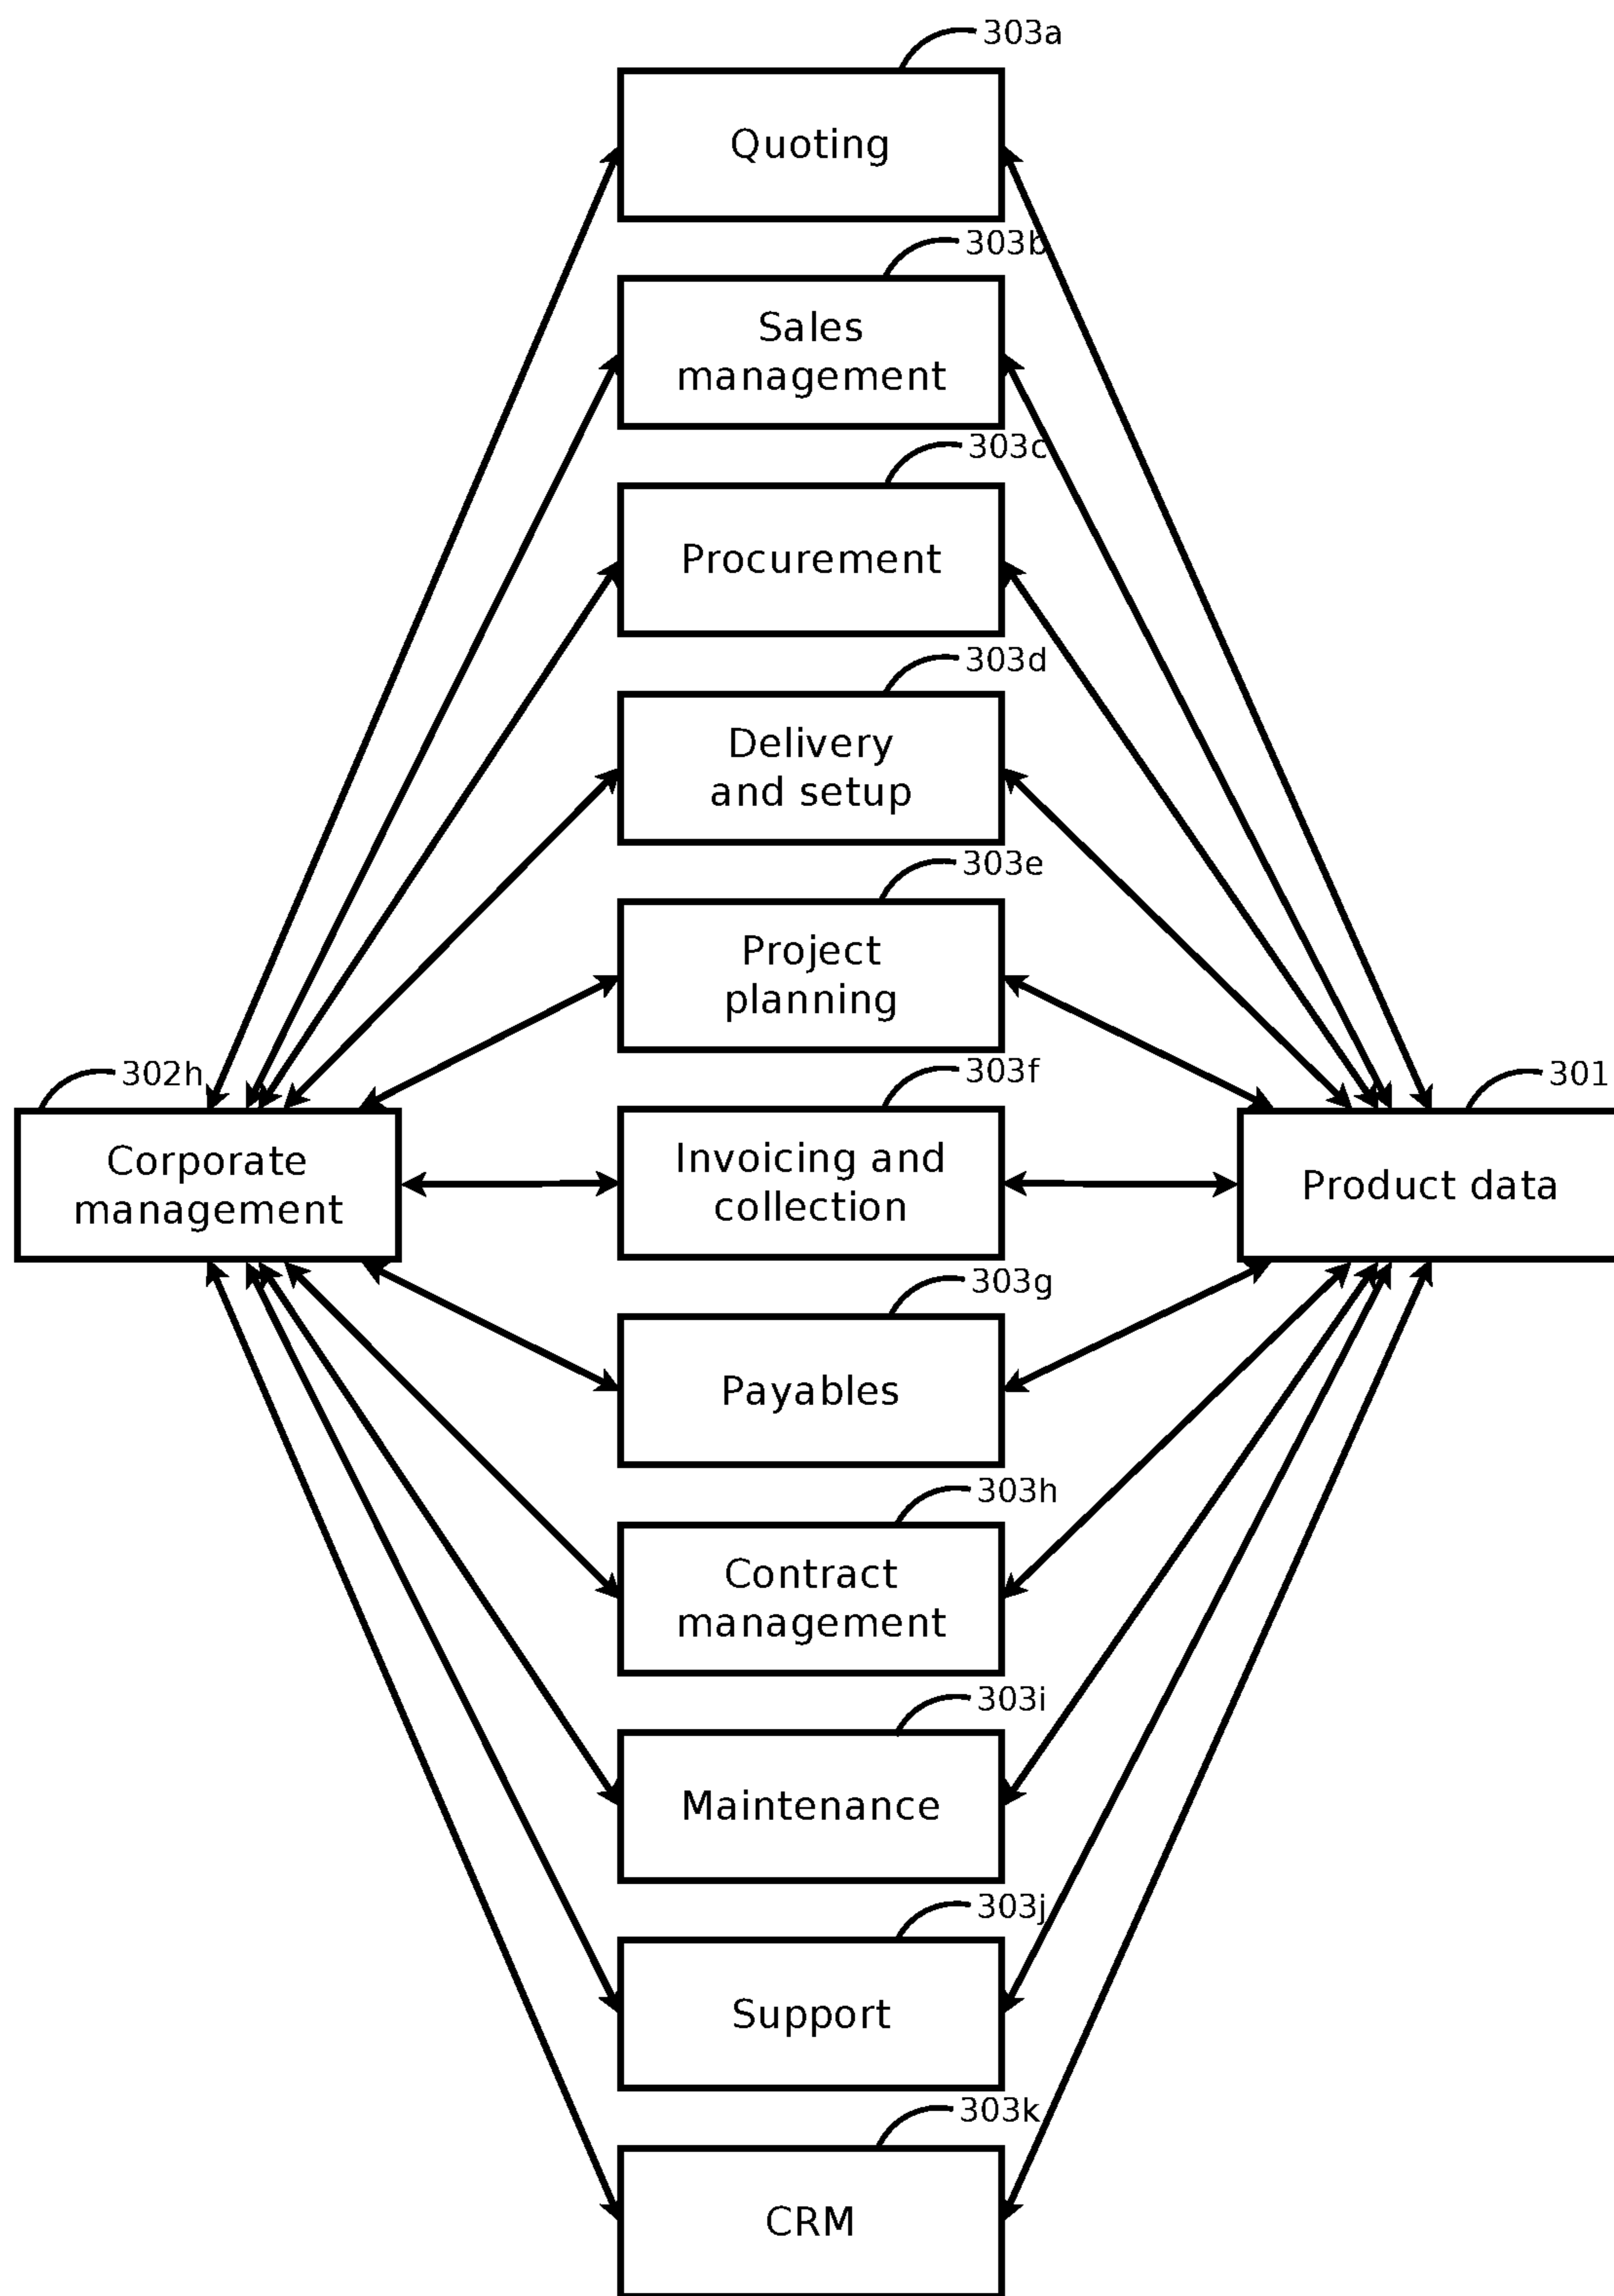 303a
Quoting
303b
Sales
management
303c
Procurement
303d
Delivery
and setup
303e
Project
planning
302h
Corporate
management
303f
Invoicing and
collection
301
Product data
303g
Payables
303h
Contract
management
303i
Maintenance
303j
Support
303k
CRM